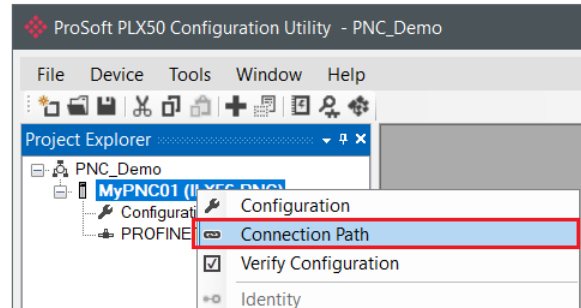 ProSoft PLX50 Configuration Utility - PNC_Demo
File Device Tools Window Help
Project Explorer
PNC_Demo
MyPNC01
Configuration
Connection Path
PROFINE
Verify Configuration
Identity